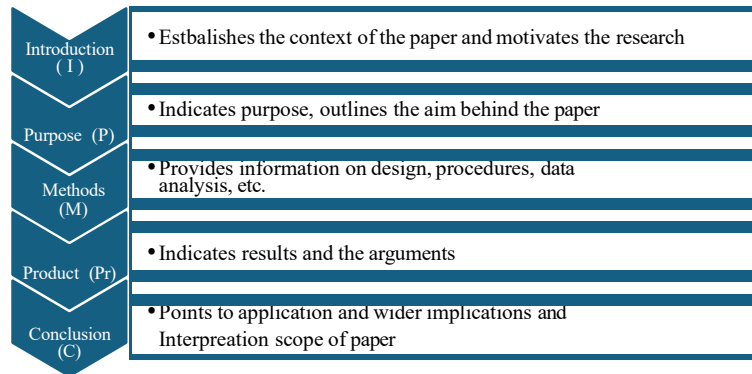 Introduction
( I )
• Estbalishes the context of the paper and motivates the research
Purpose (P)
• Indicates purpose, outlines the aim behind the paper
Methods
(M)
• Provides information on design, procedures, data
analysis, etc.
Product (Pr)
• Indicates results and the arguments
Conclusion
(C)
• Points to application and wider implications and
Interpreation scope of paper